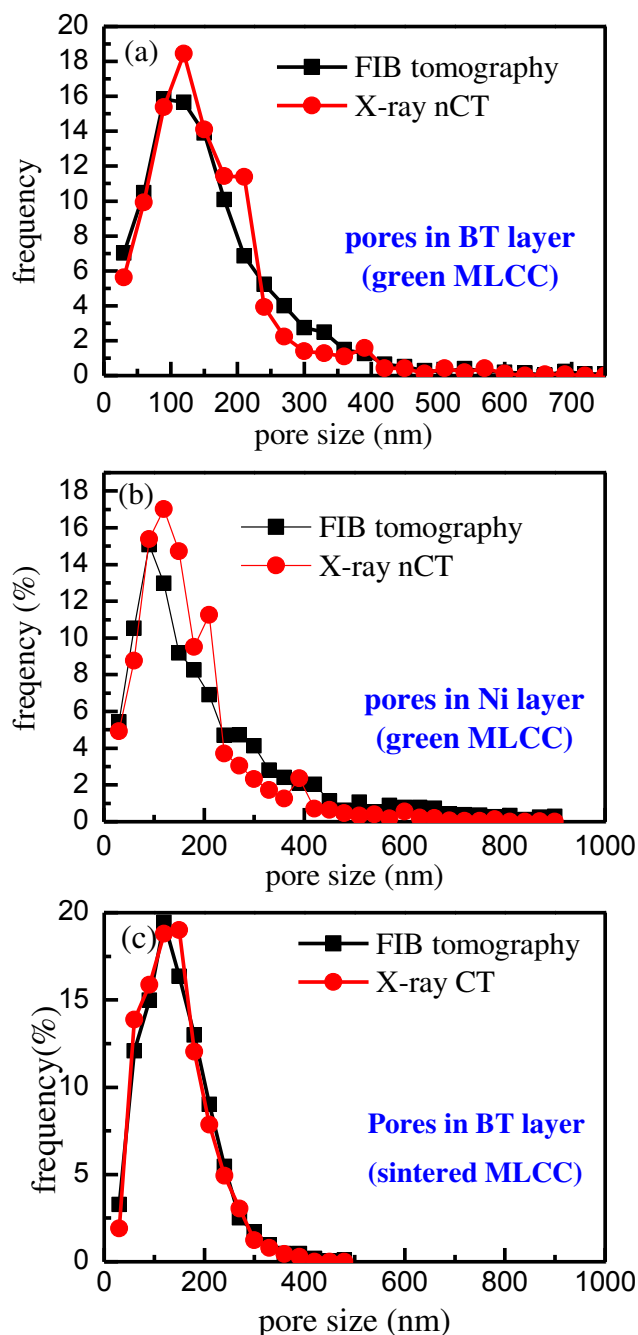 (a)
FIB tomography
X-ray nCT
pores in BT layer
(green MLCC)
frequency
20
18
16
14
12
10
8
6
4
2
0
0 100 200 300 400 500 600 700
pore size (nm)
(b)
FIB tomography
X-ray nCT
pores in Ni layer
(green MLCC)
freqency (%)
18
16
14
12
10
8
6
4
2
0
0 200 400 600 800 1000
pore size (nm)
(c)
FIB tomography
X-ray CT
Pores in BT layer
(sintered MLCC)
frequency(%)
20
15
10
5
0
0 200 400 600 800 1000
pore size (nm)